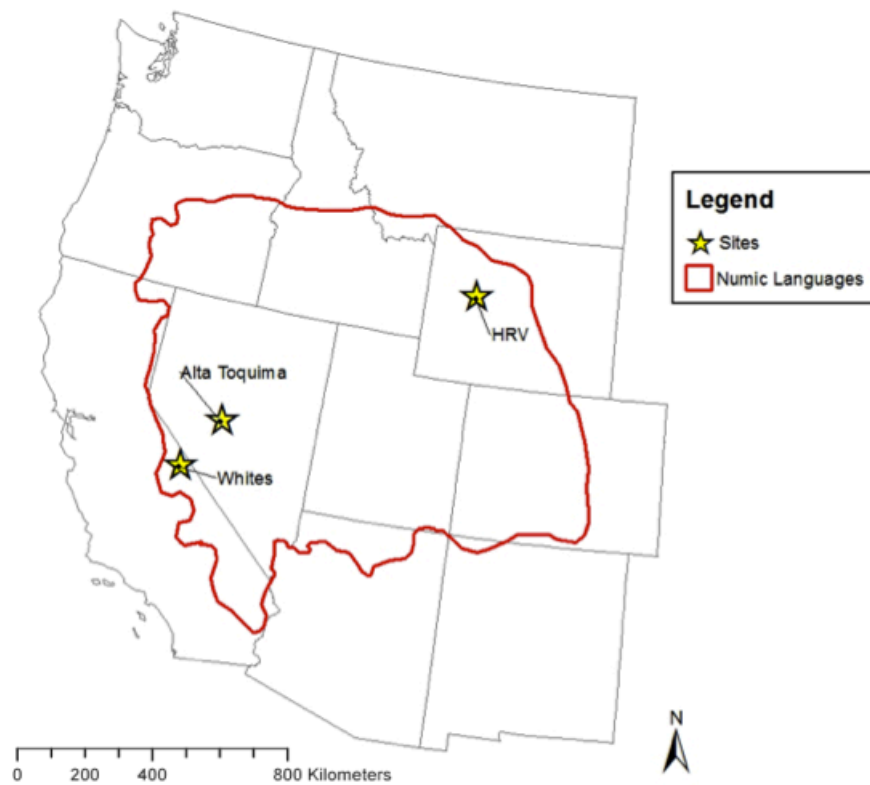 Legend
Sites
Numic Languages
HRV
Alta Toquima
Whites
N
0 200 400 800 Kilometers